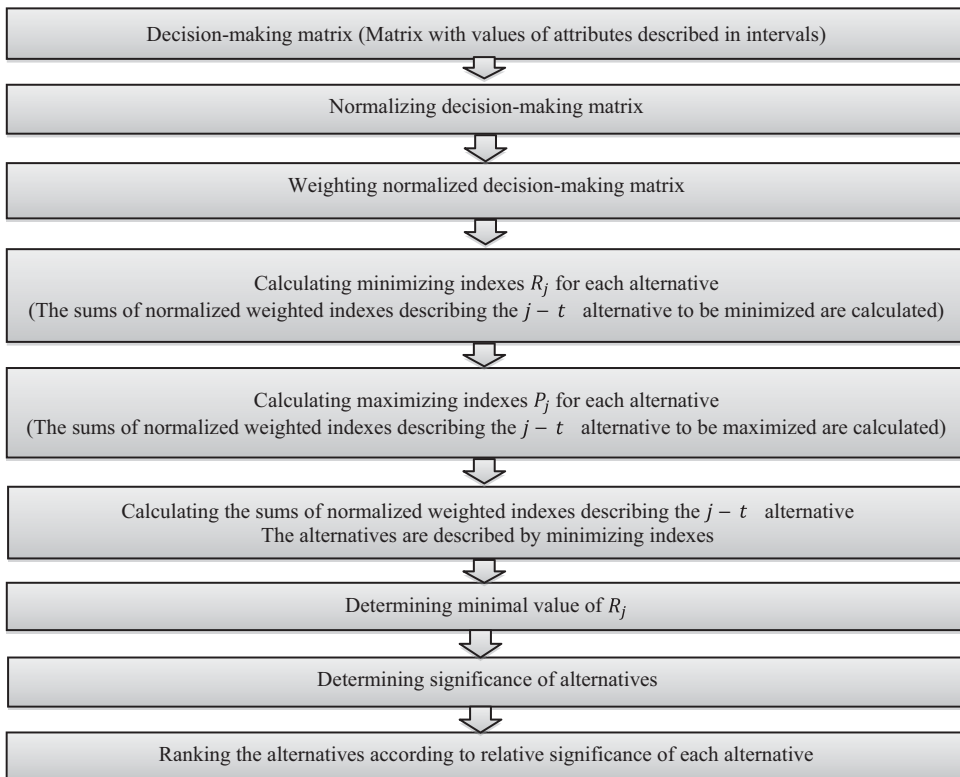 Decision-making matrix (Matrix with values of attributes described in intervals)
Normalizing decision-making matrix
Weighting normalized decision-making matrix
Calculating minimizing indexes R_j for each alternative
(The sums of normalized weighted indexes describing the j − t alternative to be minimized are calculated)
Calculating maximizing indexes P_j for each alternative
(The sums of normalized weighted indexes describing the j − t alternative to be maximized are calculated)
Calculating the sums of normalized weighted indexes describing the j − t alternative
The alternatives are described by minimizing indexes
Determining minimal value of R_j
Determining significance of alternatives
Ranking the alternatives according to relative significance of each alternative